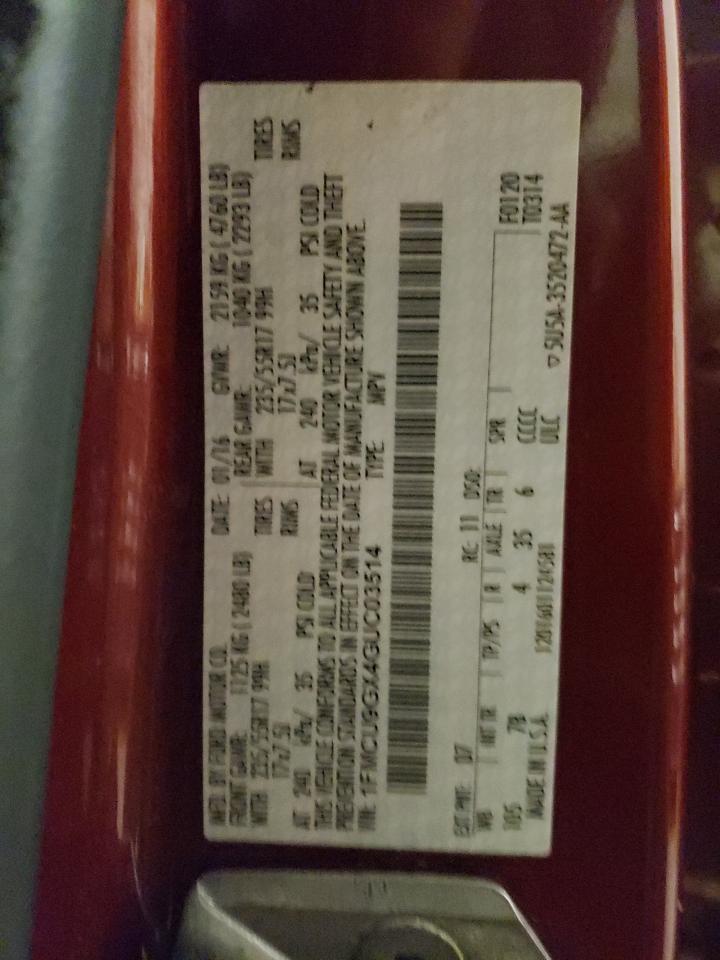 MFD. BY FORD MOTOR CO.
DATE: 01/16 GVWR: 2159 KG ( 4760 LB)
FRONT GAWR: 1125 KG ( 2480 LB) REAR GAWR: 1040 KG ( 2293 LB)
WITH 235/55R17 99H TIRES WITH 235/55R17 99H TIRES
17x7.5J RIMS 17x7.5J RIMS
AT 240 kPa/ 35 PSI COLD AT 240 kPa/ 35 PSI COLD
THIS VEHICLE CONFORMS TO ALL APPLICABLE FEDERAL MOTOR VEHICLE SAFETY AND THEFT
PREVENTION STANDARDS IN EFFECT ON THE DATE OF MANUFACTURE SHOWN ABOVE.
VIN: 1FMCU9GX4GUC03514 TYPE: MPV
EXT PNT: D7 RC: 11 DSO:
WB INT TR TP/PS R AXLE TR SPR F0120
105 7B 4 35 6 CCCC T0314
MADE IN U.S.A. ULC
▽5U5A-3520472-AA